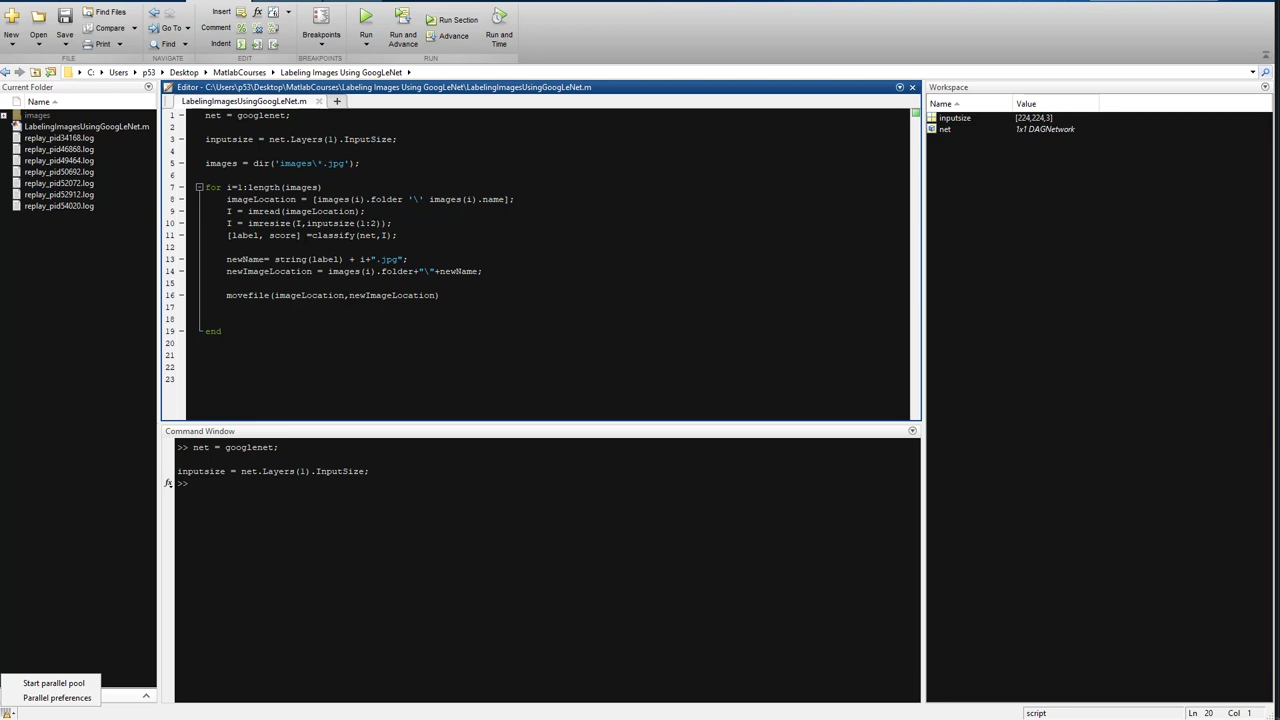 Insert
Find Files
Compare
Print
Go To
Find
Comment
Indent
New
Open
Save
Breakpoints
Run
Run and Advance
Run Section
Advance
Run and Time
FILE
NAVIGATE
EDIT
BREAKPOINTS
RUN
C: Users p53 Desktop MatlabCourses Labeling Images Using GoogLeNet
Current Folder
Name
images
LabelingImagesUsingGoogLeNet.m
replay_pid34168.log
replay_pid46868.log
replay_pid49464.log
replay_pid50692.log
replay_pid52072.log
replay_pid52912.log
replay_pid54020.log
Start parallel pool
Parallel preferences
Editor - C:\Users\p53\Desktop\MatlabCourses\Labeling Images Using GoogLeNet\LabelingImagesUsingGoogLeNet.m
LabelingImagesUsingGoogLeNet.m
1 net = googlenet;
2
3 inputsize = net.Layers(1).InputSize;
4
5 images = dir('images\*.jpg');
6
7 for i=1:length(images)
8 imageLocation = [images(i).folder '\' images(i).name];
9 I = imread(imageLocation);
10 I = imresize(I,inputsize(1:2));
11 [label, score] =classify(net,I);
12
13 newName= string(label) + i+".jpg";
14 newImageLocation = images(i).folder+"\"+newName;
15
16 movefile(imageLocation,newImageLocation)
17
18
19 end
20
21
22
23
Command Window
>> net = googlenet;
inputsize = net.Layers(1).InputSize;
fx >>
Workspace
Name Value
inputsize [224,224,3]
net 1x1 DAGNetwork
script Ln 20 Col 1